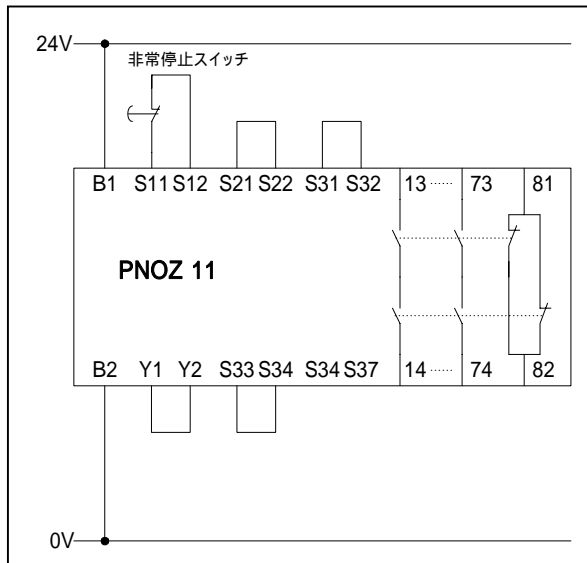 24V
非常停止スイッチ
B1 S11 S12 S21 S22 S31 S32 13 ...... 73 81
PNOZ 11
B2 Y1 Y2 S33 S34 S34 S37 14 ...... 74 82
0V